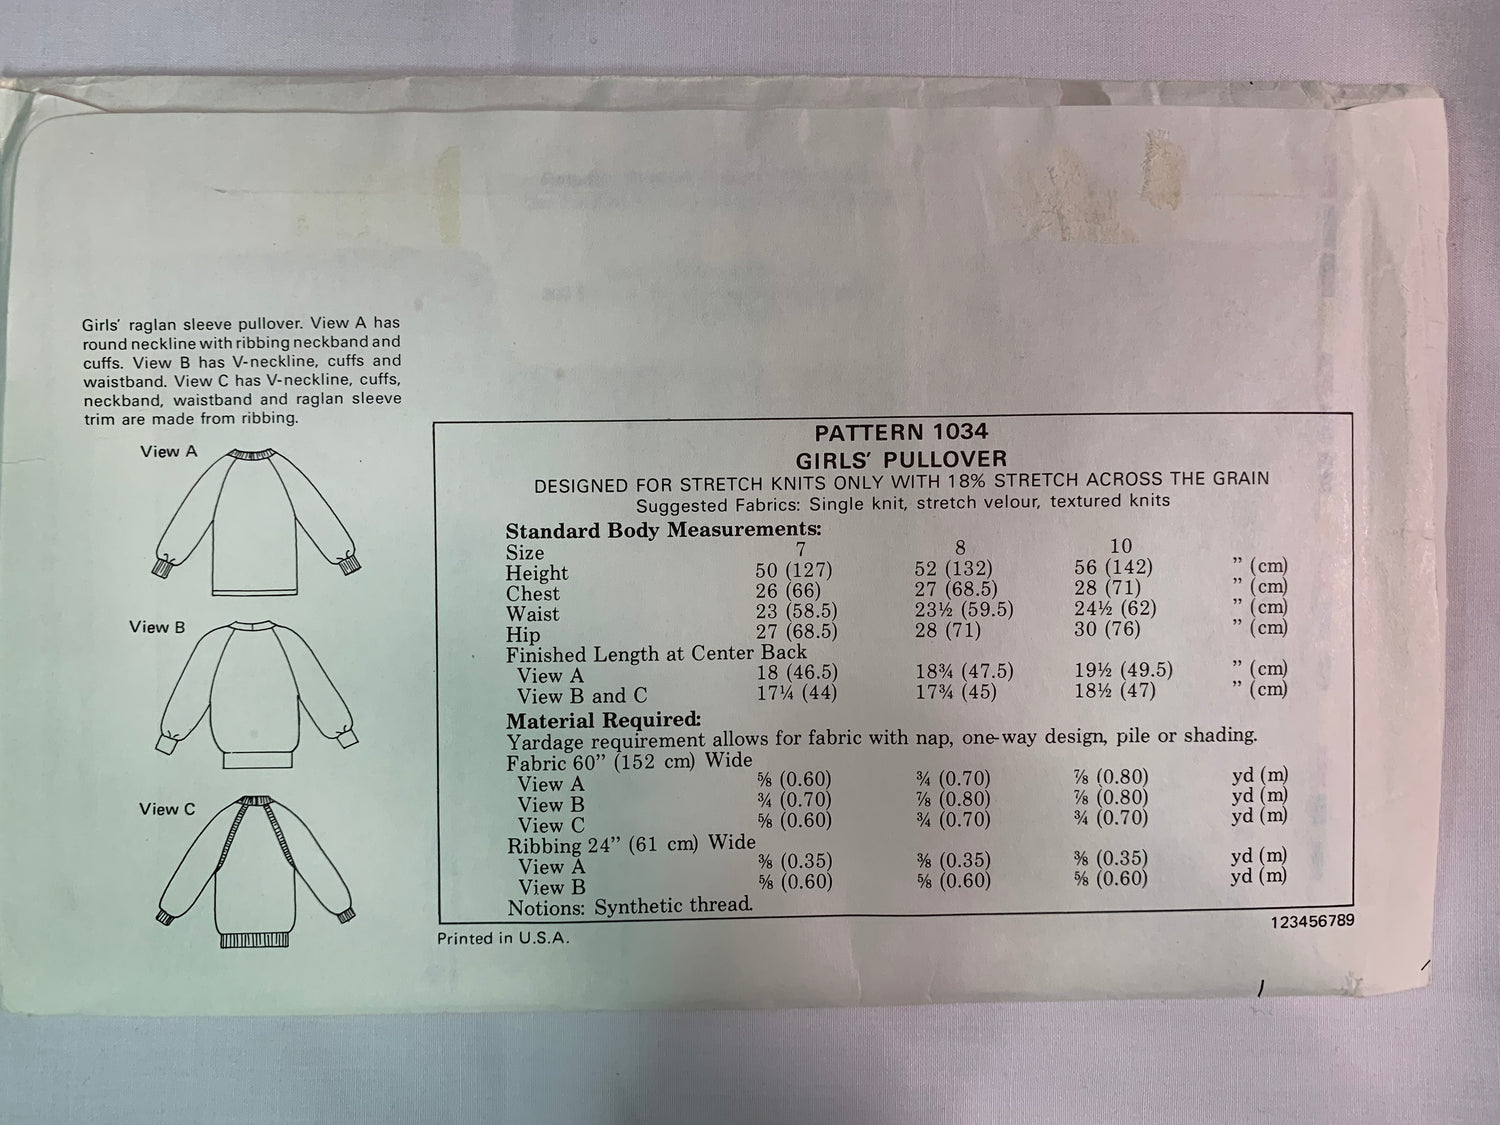 Girls' raglan sleeve pullover. View A has
round neckline with ribbing neckband and
cuffs. View B has V-neckline, cuffs and
waistband. View C has V-neckline, cuffs,
neckband, waistband and raglan sleeve
trim are made from ribbing.
View A
View B
View C
PATTERN 1034
GIRLS' PULLOVER
DESIGNED FOR STRETCH KNITS ONLY WITH 18% STRETCH ACROSS THE GRAIN
Suggested Fabrics: Single knit, stretch velour, textured knits
Standard Body Measurements:
Size 7 8 10
Height 50 (127) 52 (132) 56 (142) ” (cm)
Chest 26 (66) 27 (68.5) 28 (71) ” (cm)
Waist 23 (58.5) 23½ (59.5) 24½ (62) ” (cm)
Hip 27 (68.5) 28 (71) 30 (76) ” (cm)
Finished Length at Center Back
View A 18 (46.5) 18¾ (47.5) 19½ (49.5) ” (cm)
View B and C 17¼ (44) 17¾ (45) 18½ (47) ” (cm)
Material Required:
Yardage requirement allows for fabric with nap, one-way design, pile or shading.
Fabric 60” (152 cm) Wide
View A ⅝ (0.60) ¾ (0.70) ⅞ (0.80) yd (m)
View B ¾ (0.70) ⅞ (0.80) ⅞ (0.80) yd (m)
View C ⅝ (0.60) ¾ (0.70) ¾ (0.70) yd (m)
Ribbing 24” (61 cm) Wide
View A ⅜ (0.35) ⅜ (0.35) ⅜ (0.35) yd (m)
View B ⅝ (0.60) ⅝ (0.60) ⅝ (0.60) yd (m)
Notions: Synthetic thread.
Printed in U.S.A.
123456789